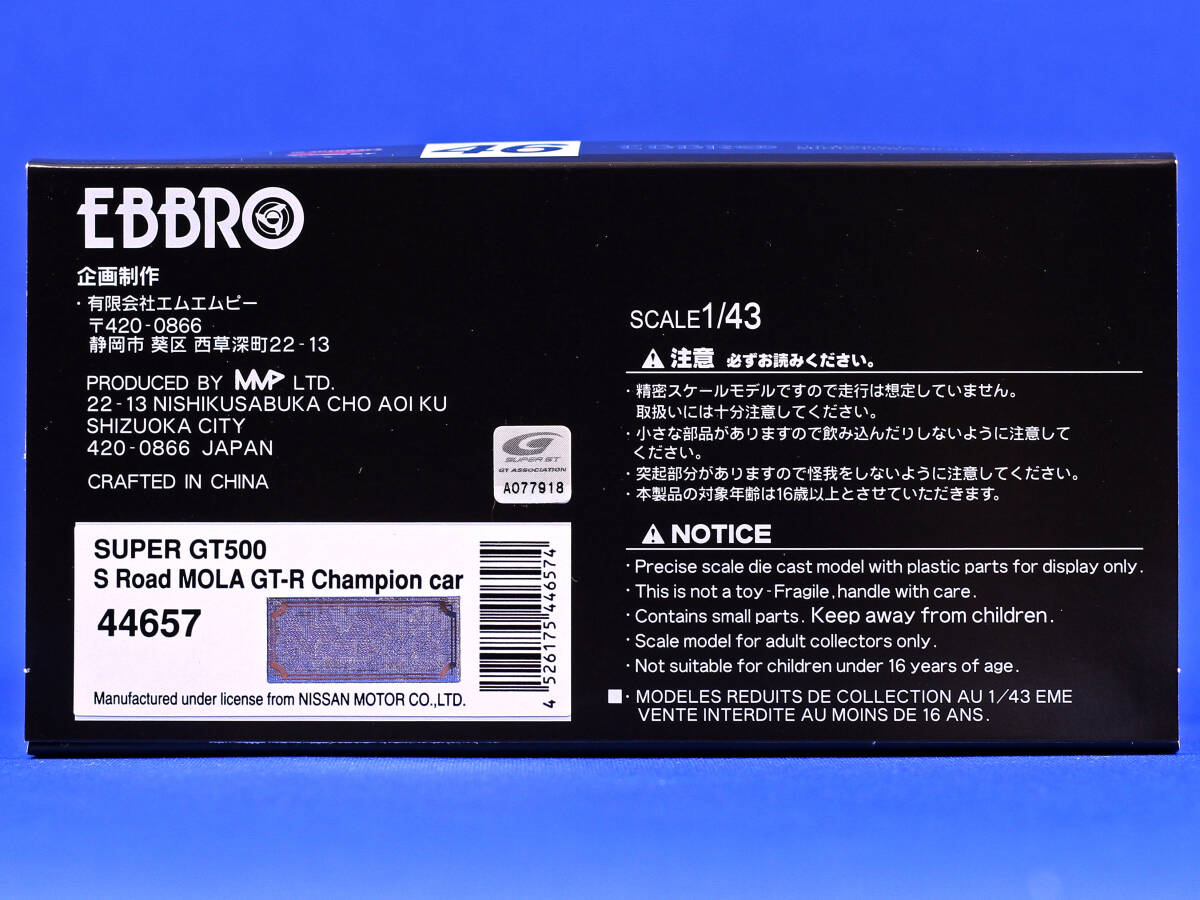 46
EBBRO
企画制作
・有限会社エムエムピー
〒420-0866
静岡市 葵区 西草深町22-13
PRODUCED BY MMP LTD.
22-13 NISHIKUSABUKA CHO AOI KU
SHIZUOKA CITY
420-0866 JAPAN
CRAFTED IN CHINA
SUPER GT
GT ASSOCIATION
A077918
SUPER GT500
S Road MOLA GT-R Champion car
44657
Manufactured under license from NISSAN MOTOR CO.,LTD.
4 526175 446574
SCALE1/43
注意 必ずお読みください。
・精密スケールモデルですので走行は想定していません。
取扱いには十分注意してください。
・小さな部品がありますので飲み込んだりしないように注意して
ください。
・突起部分がありますので怪我をしないように注意してください。
・本製品の対象年齢は16歳以上とさせていただきます。
NOTICE
・Precise scale die cast model with plastic parts for display only.
・This is not a toy-Fragile,handle with care.
・Contains small parts. Keep away from children.
・Scale model for adult collectors only.
・Not suitable for children under 16 years of age.
■・MODELES REDUITS DE COLLECTION AU 1/43 EME
VENTE INTERDITE AU MOINS DE 16 ANS.